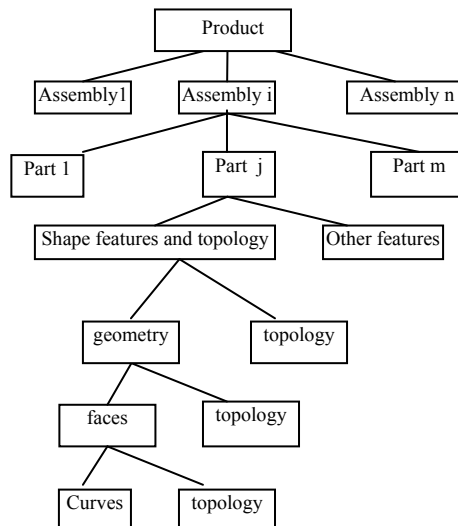 Product
Assembly1
Assembly i
Assembly n
Part 1
Part j
Part m
Shape features and topology
Other features
geometry
topology
faces
topology
Curves
topology